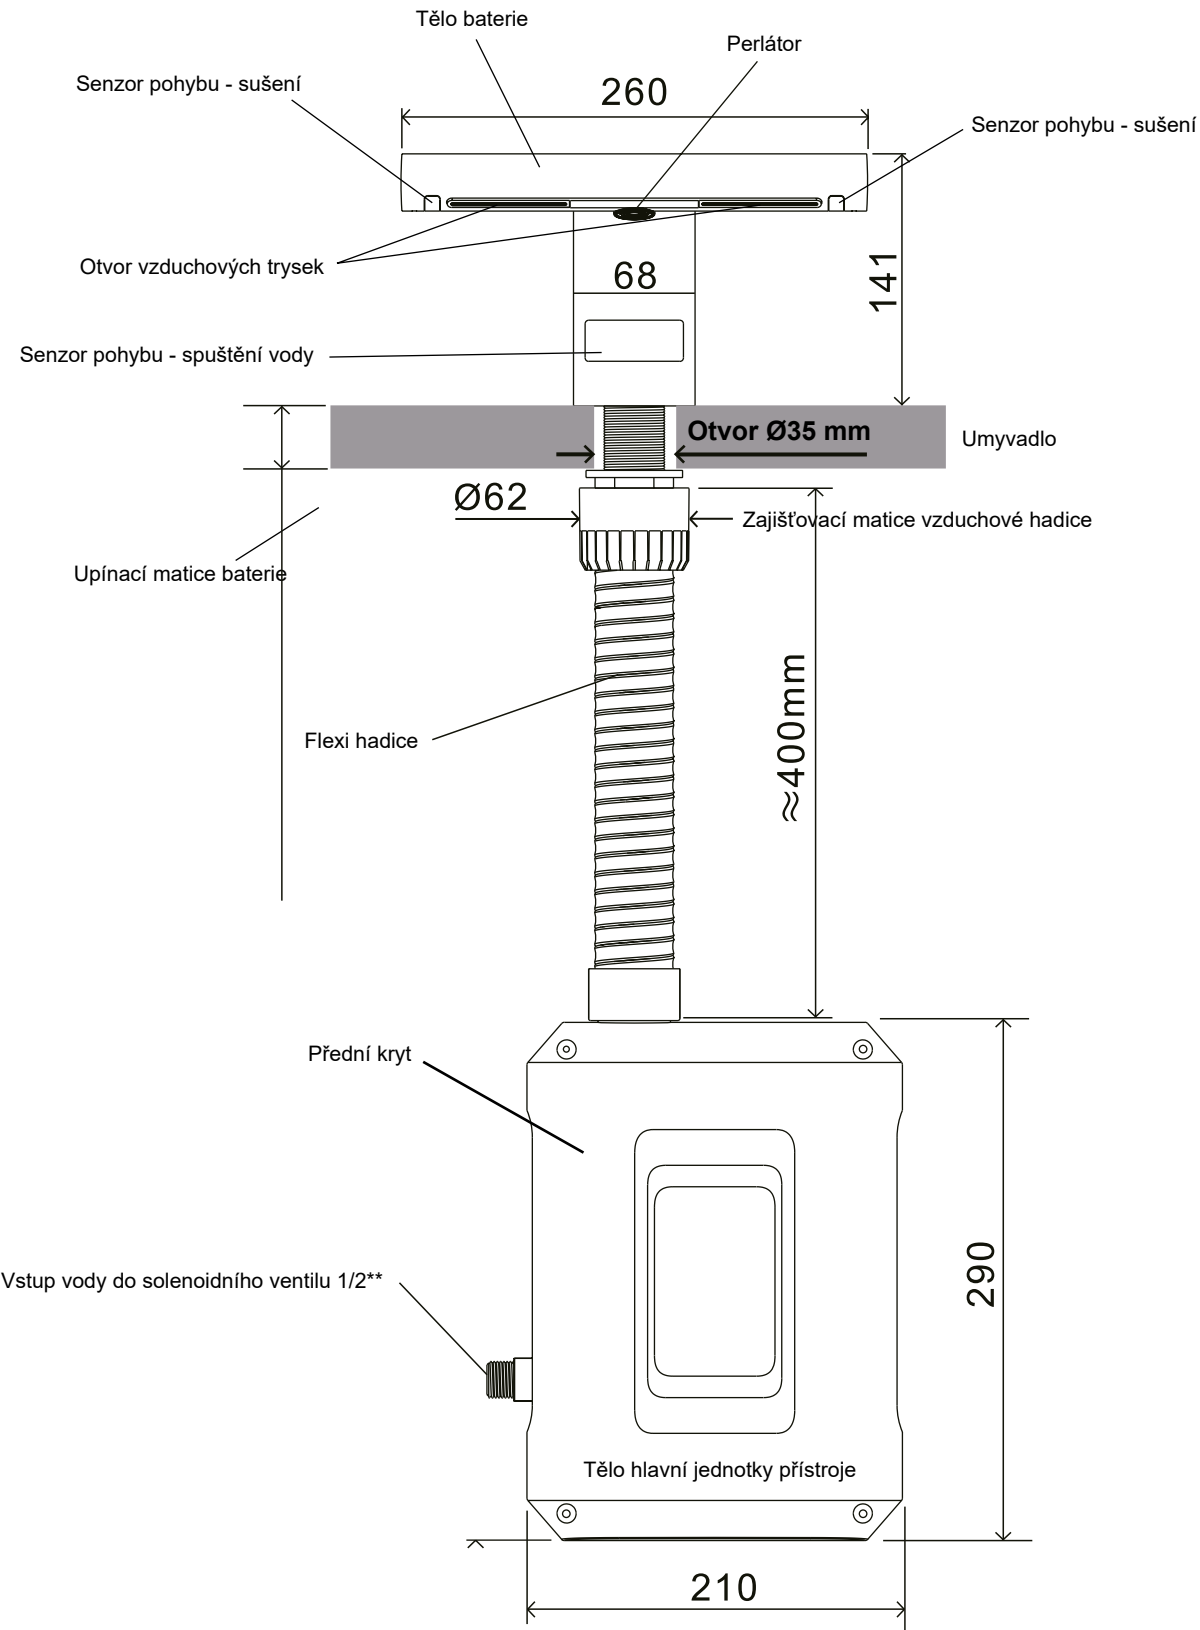 Tělo baterie
Perlátor
Senzor pohybu - sušení
260
Senzor pohybu - sušení
141
Otvor vzduchových trysek
68
Senzor pohybu - spuštění vody
Otvor Ø35 mm
Umyvadlo
Ø62
Zajišťovací matice vzduchové hadice
Upínací matice baterie
≈400mm
Flexi hadice
Přední kryt
290
Vstup vody do solenoidního ventilu 1/2**
Tělo hlavní jednotky přístroje
210